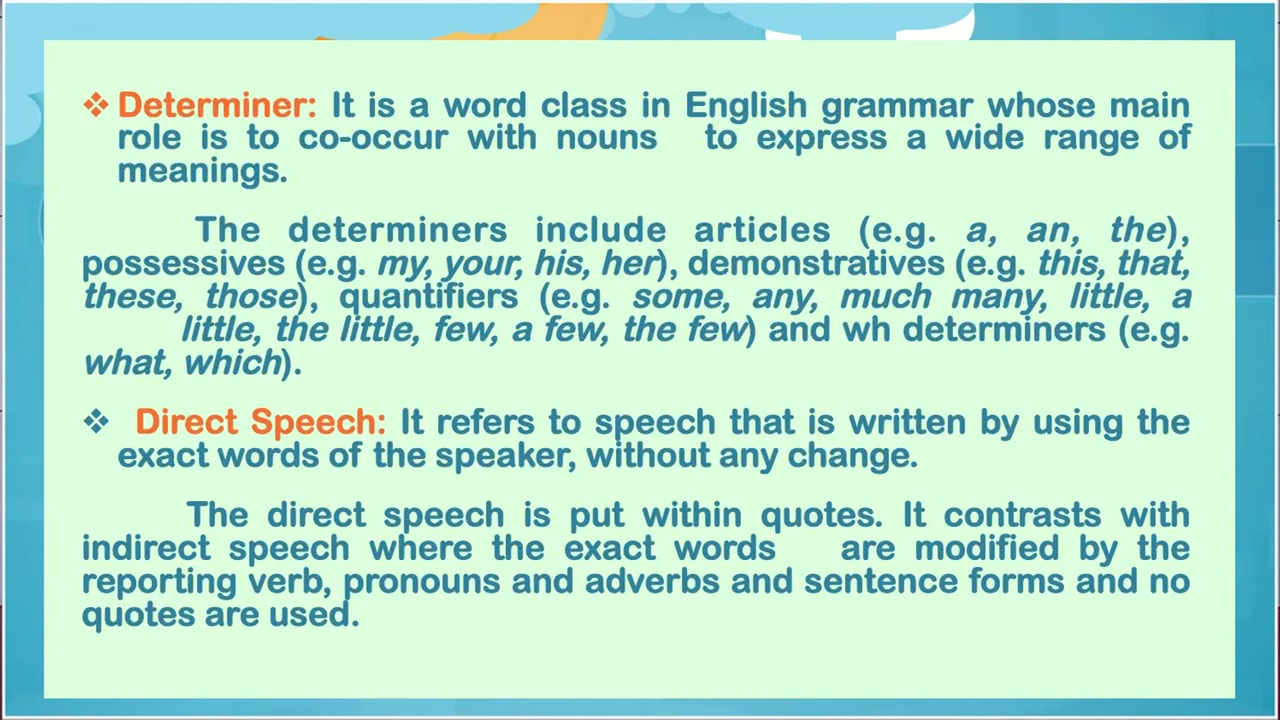 ❖ Determiner: It is a word class in English grammar whose main
role is to co-occur with nouns to express a wide range of
meanings.
The determiners include articles (e.g. a, an, the),
possessives (e.g. my, your, his, her), demonstratives (e.g. this, that,
these, those), quantifiers (e.g. some, any, much many, little, a
little, the little, few, a few, the few) and wh determiners (e.g.
what, which).
❖ Direct Speech: It refers to speech that is written by using the
exact words of the speaker, without any change.
The direct speech is put within quotes. It contrasts with
indirect speech where the exact words are modified by the
reporting verb, pronouns and adverbs and sentence forms and no
quotes are used.